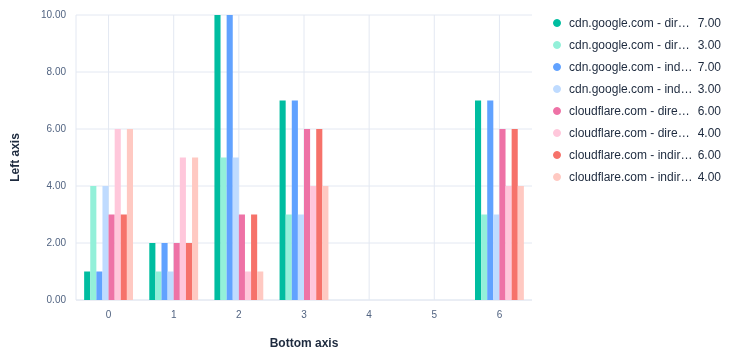 10.00
8.00
6.00
4.00
2.00
0.00
Left axis
0 1 2 3 4 5 6
Bottom axis
cdn.google.com - dir... 7.00
cdn.google.com - dir... 3.00
cdn.google.com - ind... 7.00
cdn.google.com - ind... 3.00
cloudflare.com - dire... 6.00
cloudflare.com - dire... 4.00
cloudflare.com - indir... 6.00
cloudflare.com - indir... 4.00